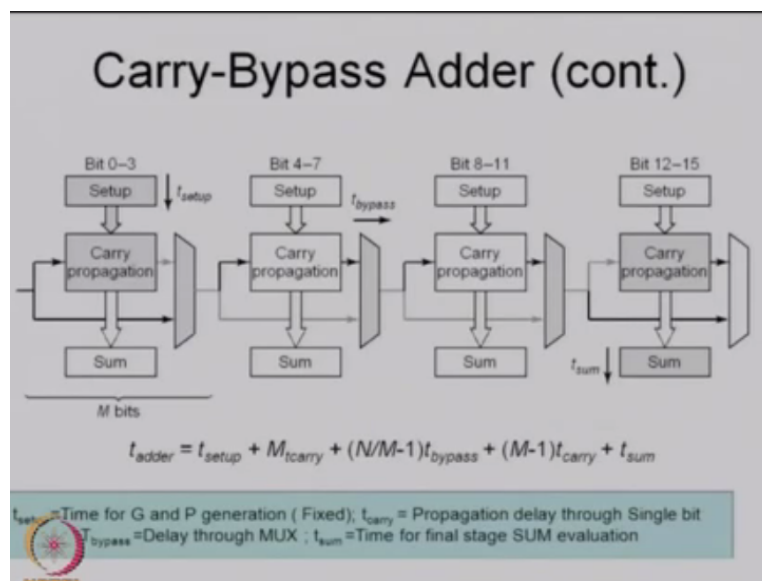 Carry-Bypass Adder (cont.)
Bit 0–3 Bit 4–7 Bit 8–11 Bit 12–15
Setup t_setup Setup t_bypass Setup Setup
Carry propagation Carry propagation Carry propagation Carry propagation
Sum Sum Sum t_sum Sum
M bits
t_adder = t_setup + M_tcarry + (N/M-1)t_bypass + (M-1)t_carry + t_sum
=Time for G and P generation ( Fixed); t_carry = Propagation delay through Single bit
T_bypass =Delay through MUX ; t_sum =Time for final stage SUM evaluation